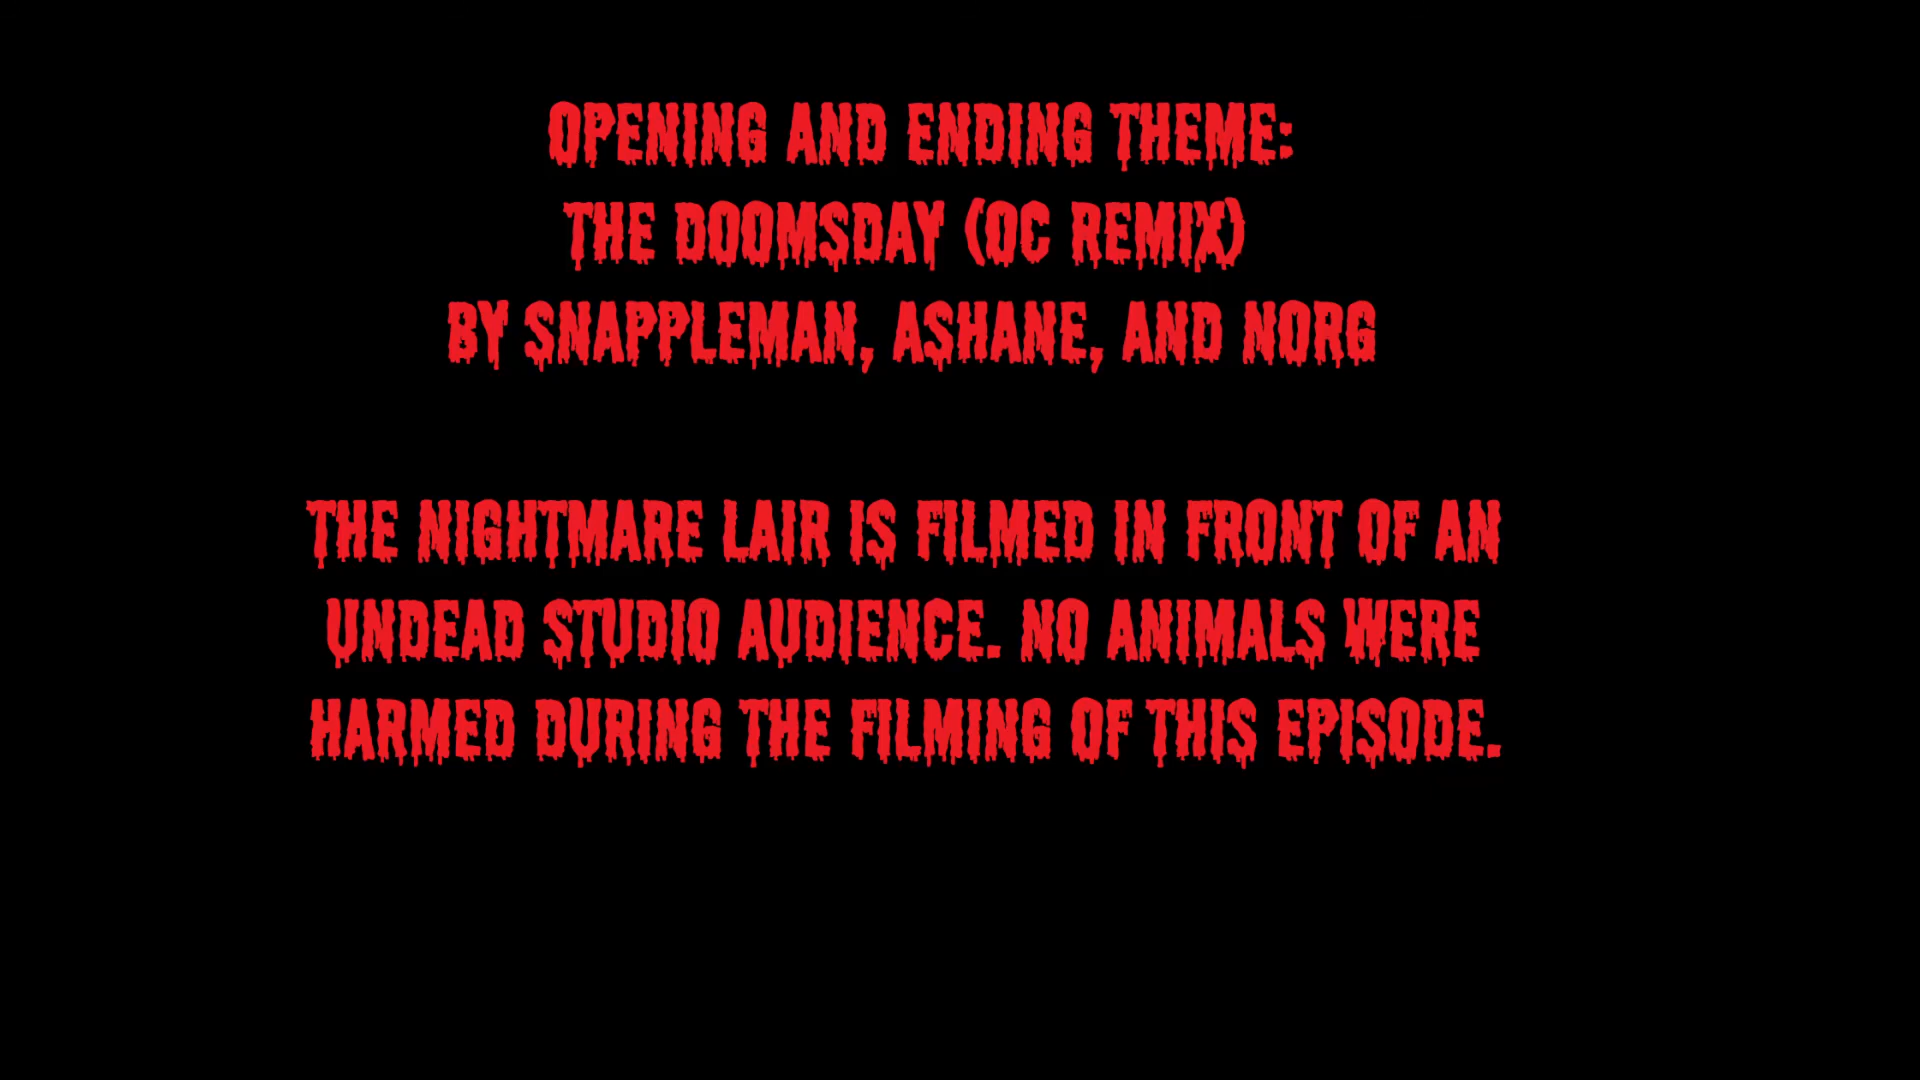 OPENING AND ENDING THEME:
THE DOOMSDAY (OC REMIX)
BY SNAPPLEMAN, ASHANE, AND NORG
THE NIGHTMARE LAIR IS FILMED IN FRONT OF AN
UNDEAD STUDIO AUDIENCE. NO ANIMALS WERE
HARMED DURING THE FILMING OF THIS EPISODE.